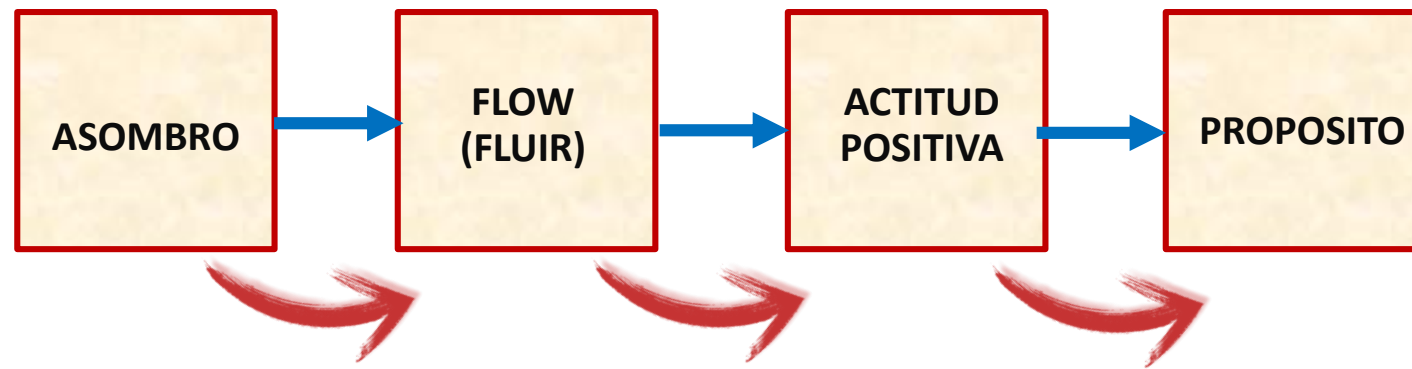 ASOMBRO
FLOW
(FLUIR)
ACTITUD
POSITIVA
PROPOSITO